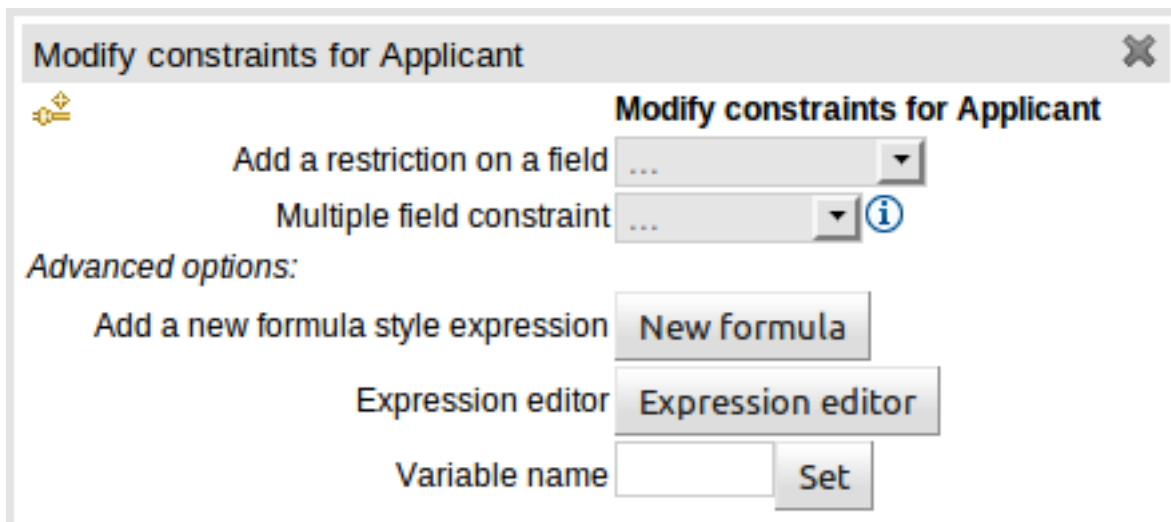 Modify constraints for Applicant
Modify constraints for Applicant
Add a restriction on a field ...
Multiple field constraint ...
Advanced options:
Add a new formula style expression New formula
Expression editor Expression editor
Variable name Set